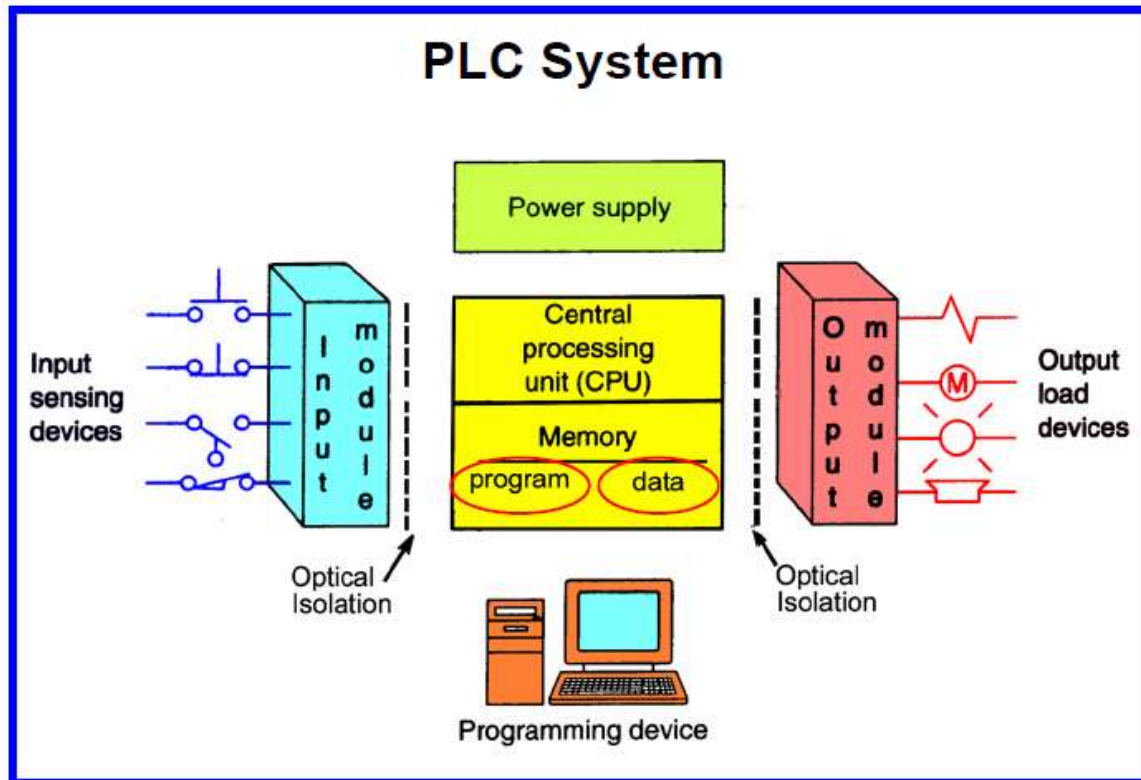 PLC System
Power supply
Input
sensing
devices
Input
module
Central
processing
unit (CPU)
Memory
program
data
Output
module
M
Output
load
devices
Optical
Isolation
Optical
Isolation
Programming device